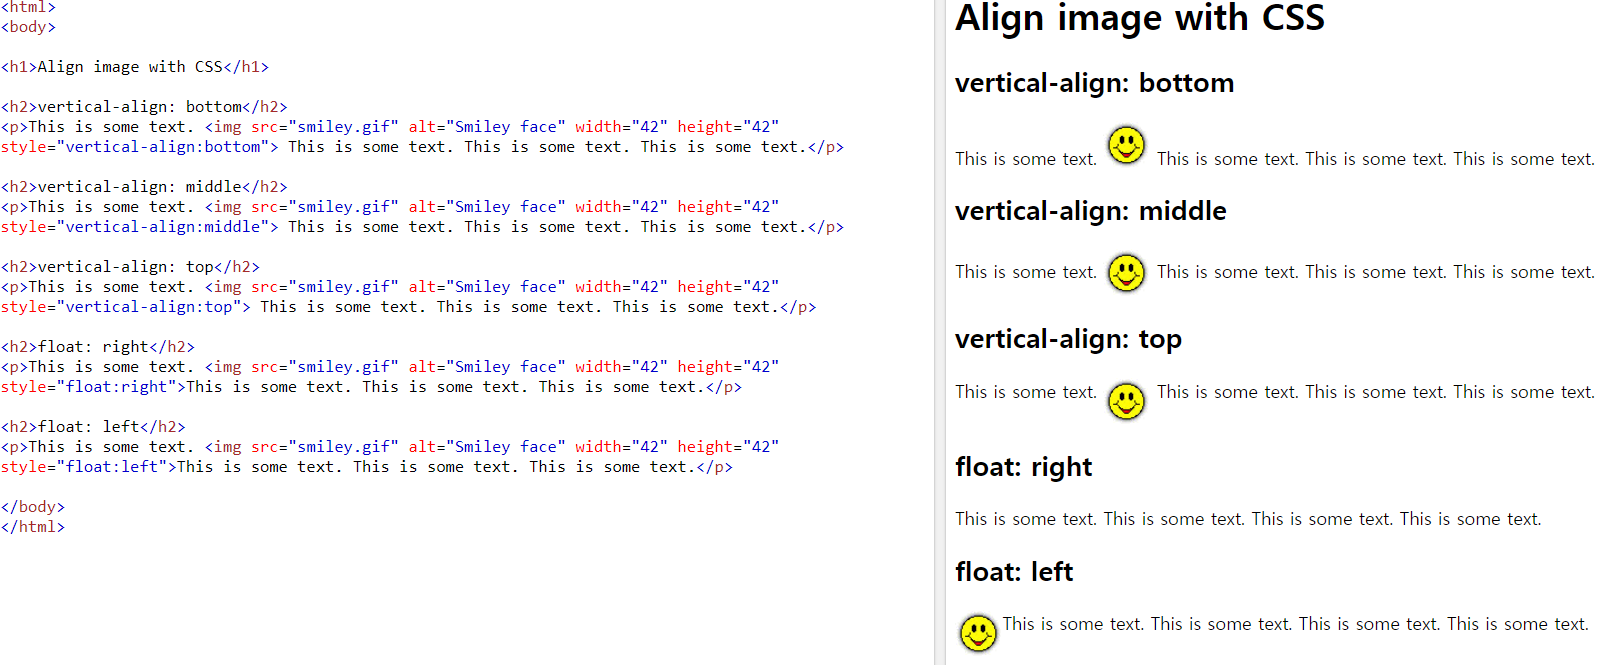 <html>
<body>
<h1>Align image with CSS</h1>
<h2>vertical-align: bottom</h2>
<p>This is some text. <img src="smiley.gif" alt="Smiley face" width="42" height="42"
style="vertical-align:bottom"> This is some text. This is some text. This is some text.</p>
<h2>vertical-align: middle</h2>
<p>This is some text. <img src="smiley.gif" alt="Smiley face" width="42" height="42"
style="vertical-align:middle"> This is some text. This is some text. This is some text.</p>
<h2>vertical-align: top</h2>
<p>This is some text. <img src="smiley.gif" alt="Smiley face" width="42" height="42"
style="vertical-align:top"> This is some text. This is some text. This is some text.</p>
<h2>float: right</h2>
<p>This is some text. <img src="smiley.gif" alt="Smiley face" width="42" height="42"
style="float:right">This is some text. This is some text. This is some text.</p>
<h2>float: left</h2>
<p>This is some text. <img src="smiley.gif" alt="Smiley face" width="42" height="42"
style="float:left">This is some text. This is some text. This is some text.</p>
</body>
</html>
Align image with CSS
vertical-align: bottom
This is some text. This is some text. This is some text. This is some text.
vertical-align: middle
This is some text. This is some text. This is some text. This is some text.
vertical-align: top
This is some text. This is some text. This is some text. This is some text.
float: right
This is some text. This is some text. This is some text. This is some text.
float: left
This is some text. This is some text. This is some text. This is some text.